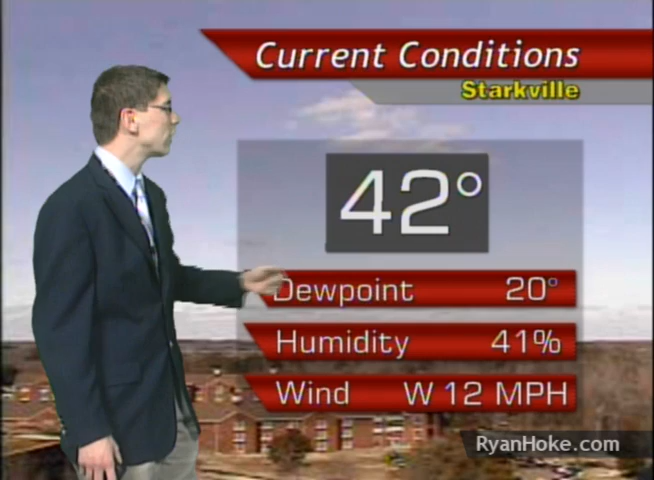 Current Conditions
Starkville
42°
Dewpoint 20°
Humidity 41%
Wind W 12 MPH
RyanHoke.com